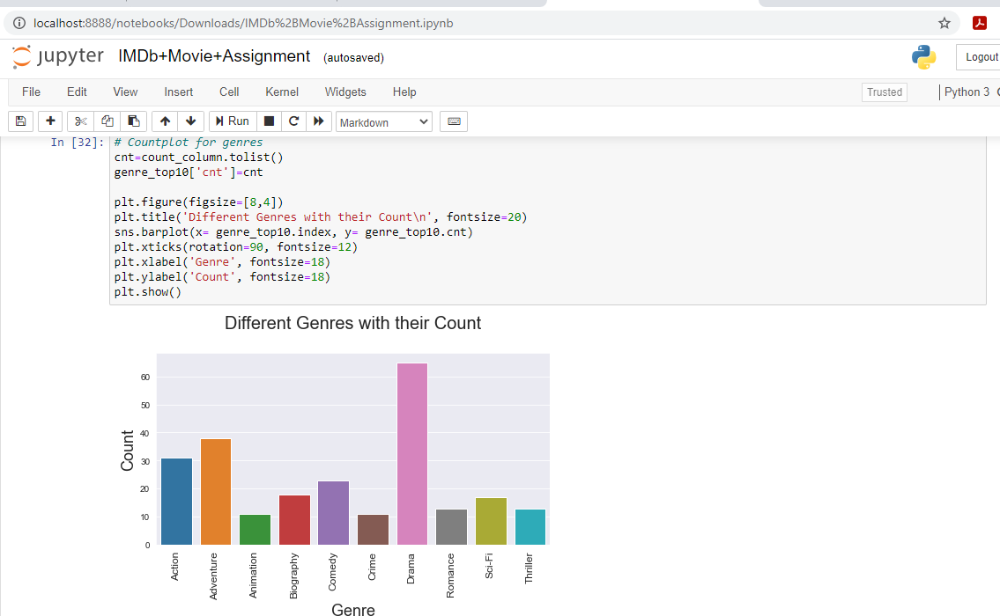 localhost:8888/notebooks/Downloads/IMDb%2BMovie%2BAssignment.ipynb
jupyter IMDb+Movie+Assignment (autosaved)
Logout
File Edit View Insert Cell Kernel Widgets Help
Trusted
Python 3
Run
Markdown
In [32]: # Countplot for genres
cnt=count_column.tolist()
genre_top10['cnt']=cnt
plt.figure(figsize=[8,4])
plt.title('Different Genres with their Count\n', fontsize=20)
sns.barplot(x= genre_top10.index, y= genre_top10.cnt)
plt.xticks(rotation=90, fontsize=12)
plt.xlabel('Genre', fontsize=18)
plt.ylabel('Count', fontsize=18)
plt.show()
Different Genres with their Count
Count
60
50
40
30
20
10
0
Action
Adventure
Animation
Biography
Comedy
Crime
Drama
Romance
Sci-Fi
Thriller
Genre